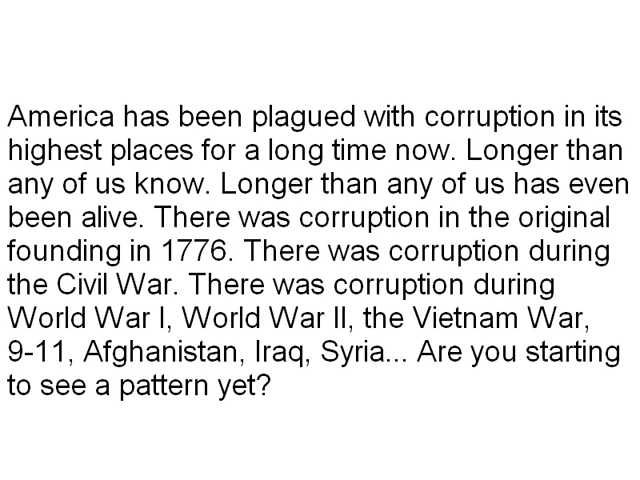 America has been plagued with corruption in its
highest places for a long time now. Longer than
any of us know. Longer than any of us has even
been alive. There was corruption in the original
founding in 1776. There was corruption during
the Civil War. There was corruption during
World War I, World War II, the Vietnam War,
9-11, Afghanistan, Iraq, Syria... Are you starting
to see a pattern yet?